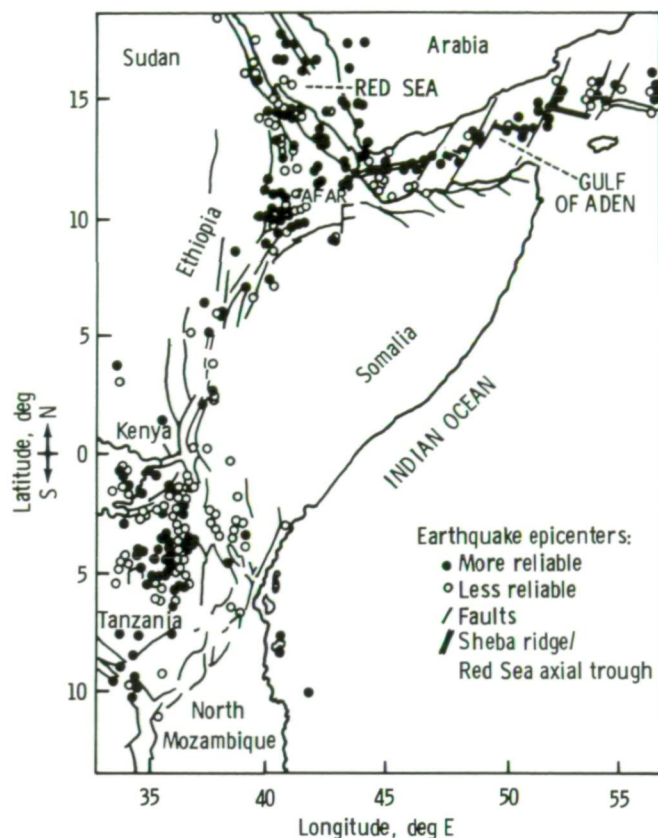 Sudan
Arabia
RED SEA
15
AFAR
GULF
OF ADEN
10
Ethiopia
5
Somalia
Latitude, deg
N
S
Kenya
0
INDIAN OCEAN
Earthquake epicenters:
More reliable
Less reliable
Faults
Sheba ridge/
Red Sea axial trough
5
Tanzania
10
North
Mozambique
35
40
45
50
55
Longitude, deg E